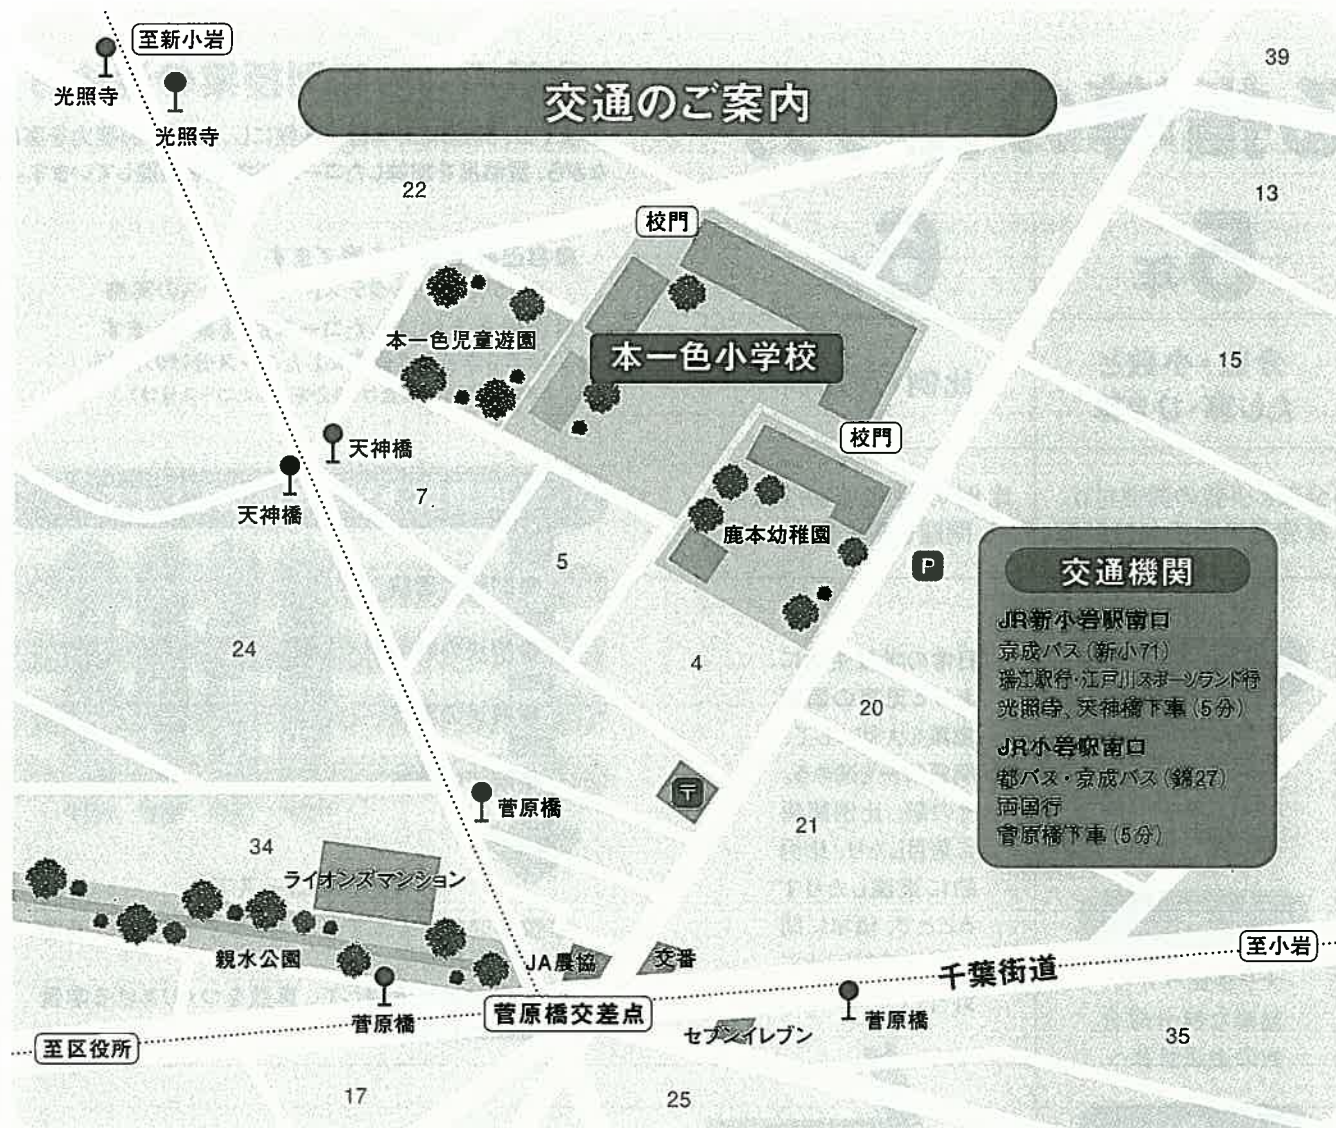 至新小岩
光照寺
光照寺
交通のご案内
39
22
13
校門
本一色児童遊園
本一色小学校
15
校門
天神橋
天神橋
7
鹿本幼稚園
5
P
24
4
20
〒
21
菅原橋
34
ライオンズマンション
親水公園
JA農協
交番
千葉街道
至小岩
菅原橋
菅原橋交差点
セブンイレブン
菅原橋
至区役所
35
17
25
交通機関
JR新小岩駅南口
京成バス(新小71)
瑞江駅行・江戸川スポーツランド行
光照寺、天神橋下車(5分)
JR小岩駅南口
都バス・京成バス(錦27)
両国行
菅原橋下車(5分)